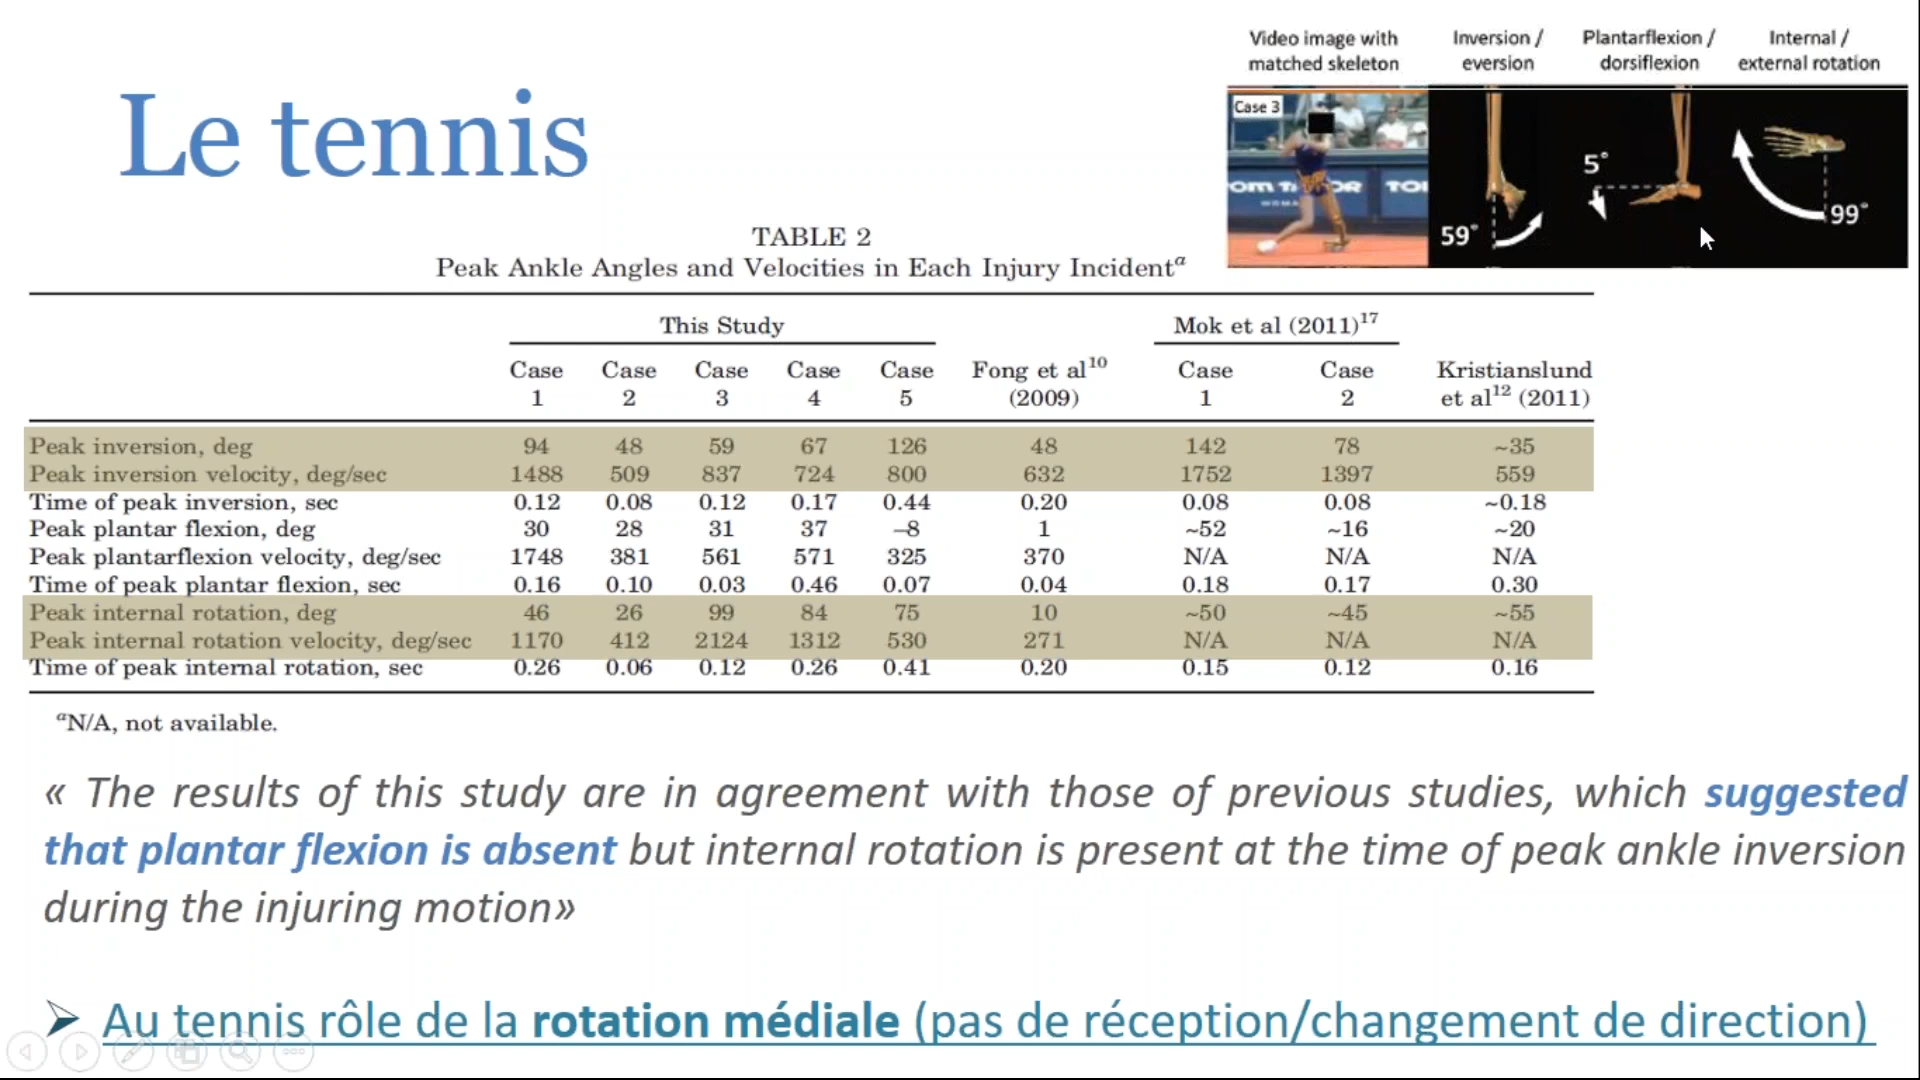 Le tennis
Video image with
matched skeleton
Inversion /
eversion
Plantarflexion /
dorsiflexion
Internal /
external rotation
Case 3
59°
5°
99°
TABLE 2
Peak Ankle Angles and Velocities in Each Injury Incidentᵃ
This Study Mok et al (2011)¹⁷
Case Case Case Case Case Fong et al¹⁰ Case Case Kristianslund
1 2 3 4 5 (2009) 1 2 et al¹² (2011)
Peak inversion, deg 94 48 59 67 126 48 142 78 ~35
Peak inversion velocity, deg/sec 1488 509 837 724 800 632 1752 1397 559
Time of peak inversion, sec 0.12 0.08 0.12 0.17 0.44 0.20 0.08 0.08 ~0.18
Peak plantar flexion, deg 30 28 31 37 –8 1 ~52 ~16 ~20
Peak plantarflexion velocity, deg/sec 1748 381 561 571 325 370 N/A N/A N/A
Time of peak plantar flexion, sec 0.16 0.10 0.03 0.46 0.07 0.04 0.18 0.17 0.30
Peak internal rotation, deg 46 26 99 84 75 10 ~50 ~45 ~55
Peak internal rotation velocity, deg/sec 1170 412 2124 1312 530 271 N/A N/A N/A
Time of peak internal rotation, sec 0.26 0.06 0.12 0.26 0.41 0.20 0.15 0.12 0.16
ᵃN/A, not available.
« The results of this study are in agreement with those of previous studies, which suggested
that plantar flexion is absent but internal rotation is present at the time of peak ankle inversion
during the injuring motion»
➢ Au tennis rôle de la rotation médiale (pas de réception/changement de direction)